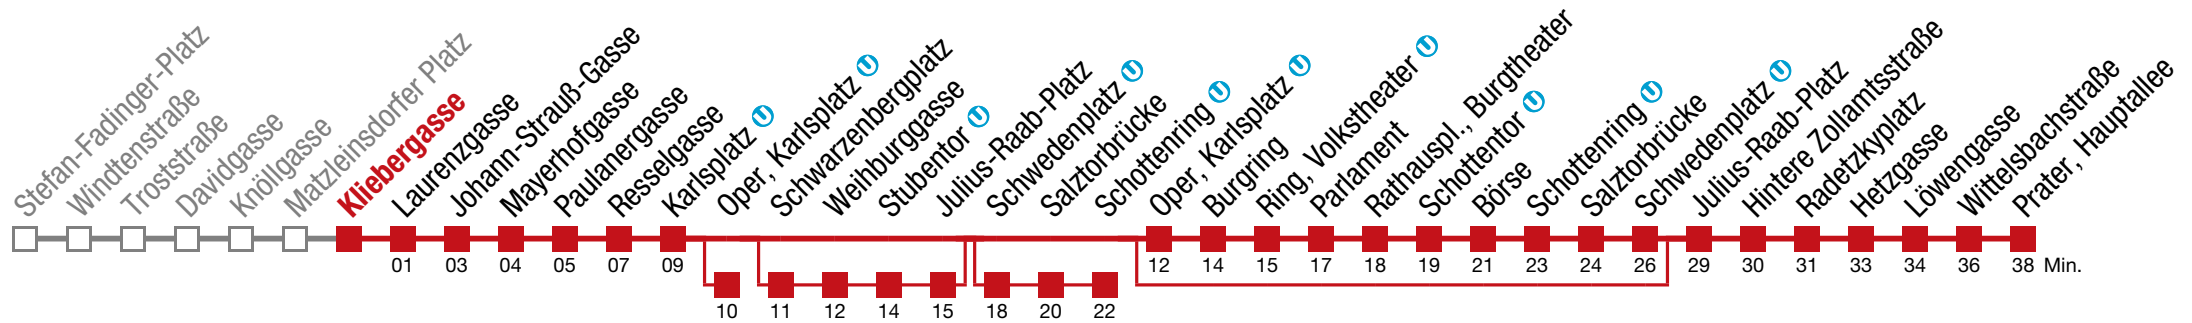 Stefan-Fadinger-Platz
Windtenstraße
Troststraße
Davidgasse
Knöllgasse
Matzleinsdorfer Platz
Kliebergasse
Laurenzgasse
Johann-Strauß-Gasse
Mayerhofgasse
Paulanergasse
Resselgasse
Karlsplatz U
Oper, Karlsplatz U
Schwarzenbergplatz
Weihburggasse
Stubentor U
Julius-Raab-Platz
Schwedenplatz U
Salztorbrücke
Schottenring U
Oper, Karlsplatz U
Burgring
Ring, Volkstheater U
Parlament
Rathauspl., Burgtheater
Schottentor U
Börse
Schottenring U
Salztorbrücke
Schwedenplatz U
Julius-Raab-Platz
Hintere Zollamtsstraße
Radetzkyplatz
Hetzgasse
Löwengasse
Wittelsbachstraße
Prater, Hauptallee
01 03 04 05 07 09 12 14 15 17 18 19 21 23 24 26 29 30 31 33 34 36 38 Min.
10 11 12 14 15 18 20 22